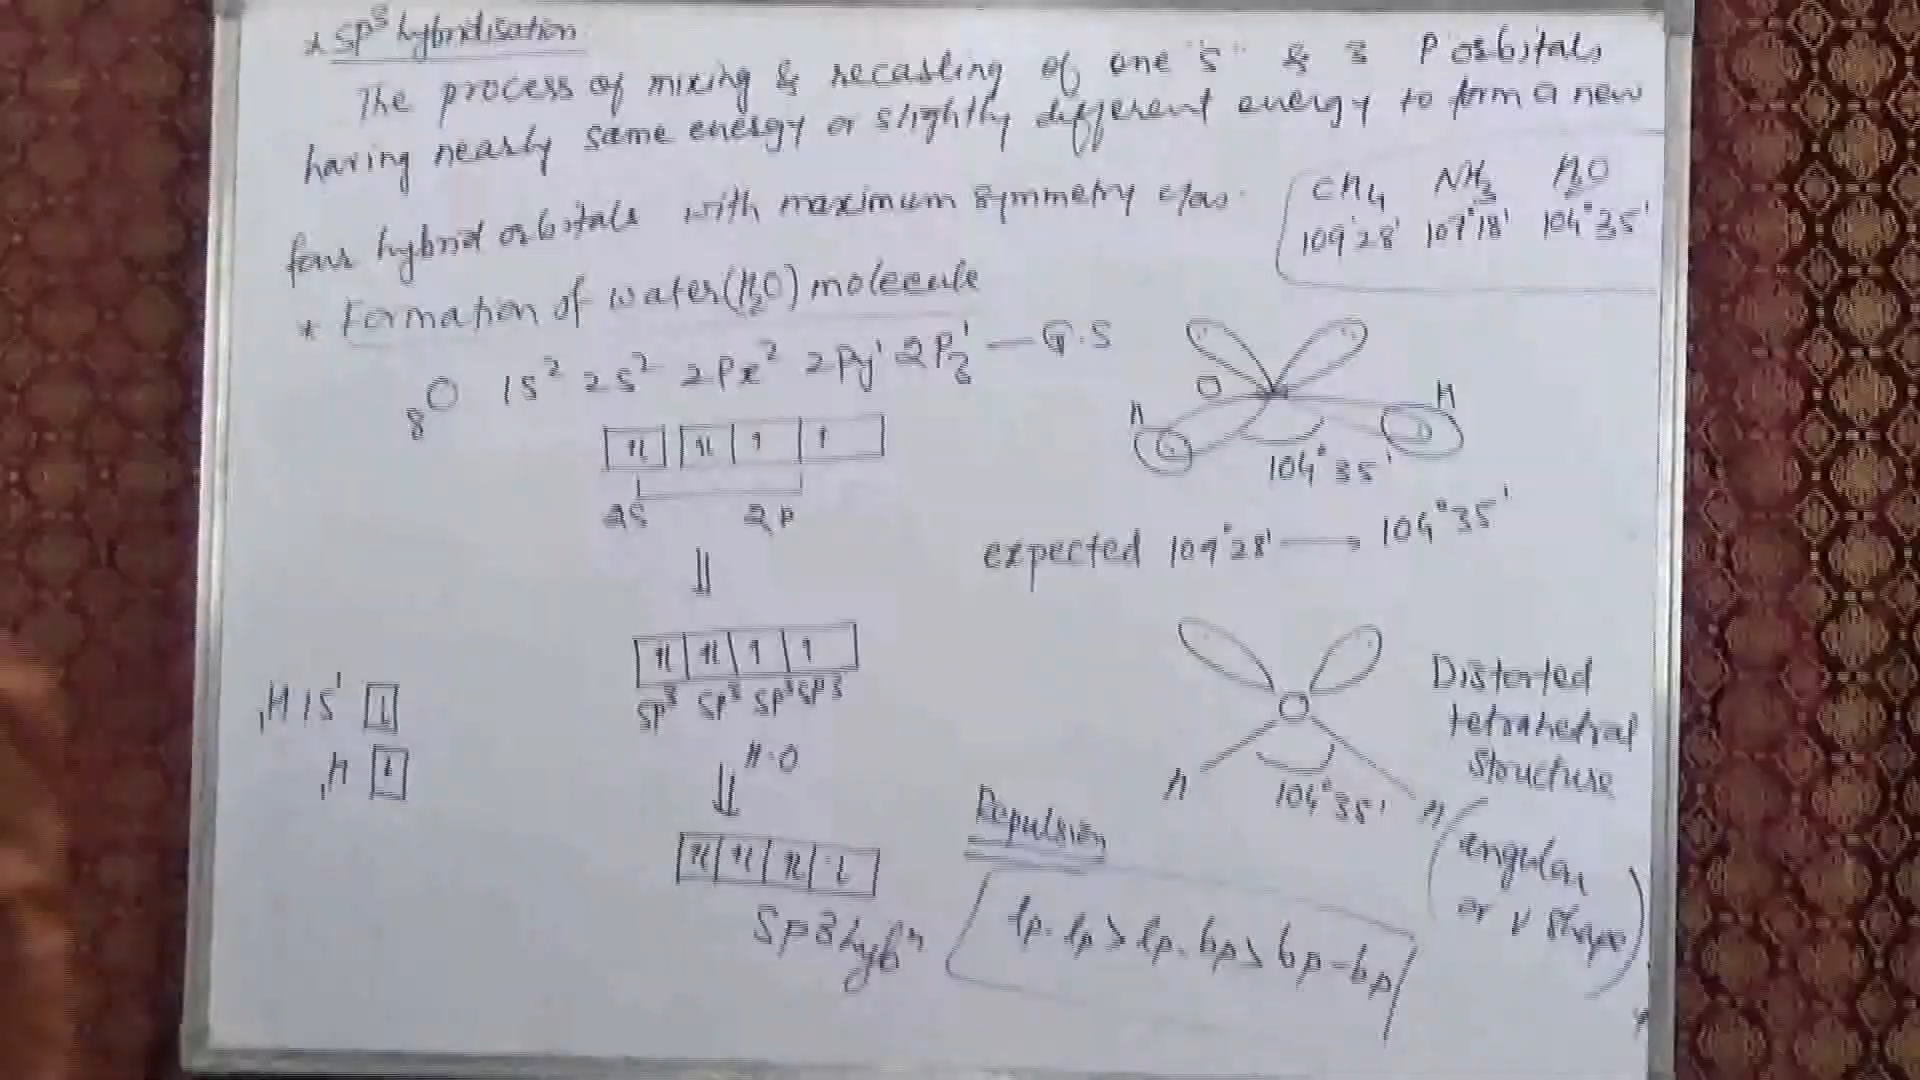 * Sp³ hybridisation
The process of mixing & recasting of one "s" & 3 P orbitals
having nearly same energy or slightly different energy to form a new
four hybrid orbitals with maximum symmetry
CH₄ NH₃ H₂O
109°28' 107°18' 104°35'
* Formation of water (H₂O) molecule
₈O 1S² 2S² 2Px² 2Py¹ 2Pz¹ — G.S
2S 2P
O H H
104°35'
expected 109°28' → 104°35'
Sp³ Sp³ Sp³ Sp³
₁H 1S¹
₁H
H·O
Sp3 hybⁿ
O
H H
104°35'
Distorted
tetrahedral
Structure
(angular
or V shape)
Repulsion
lp-lp > lp-bp > bp-bp